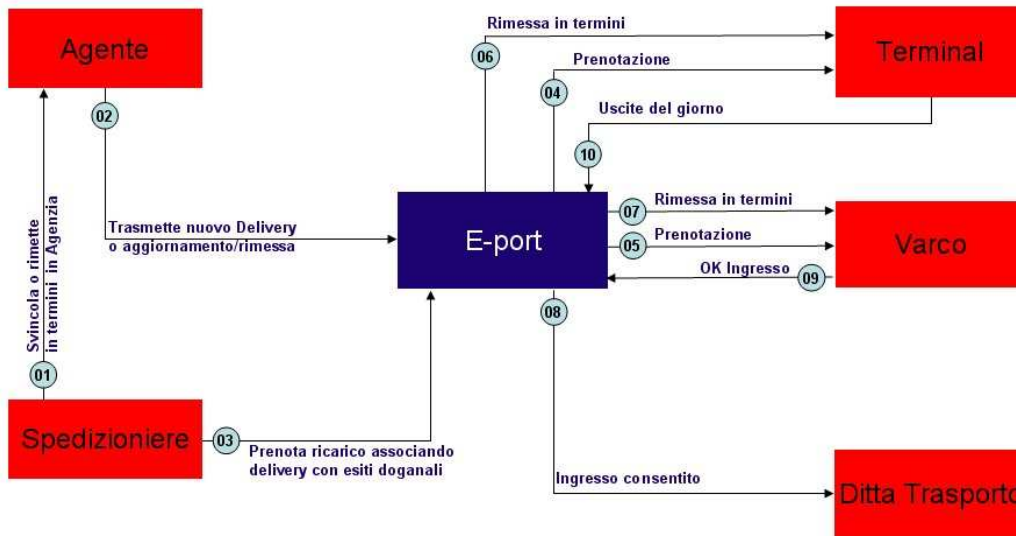 Agente
Rimessa in termini
06
Terminal
Prenotazione
04
02
Uscite del giorno
10
Trasmette nuovo Delivery
o aggiornamento/rimessa
E-port
07
Rimessa in termini
05
Prenotazione
Varco
OK Ingresso
09
Svincola o rimette
in termini in Agenzia
01
08
Spedizioniere
03
Prenota ricarico associando
delivery con esiti doganali
Ingresso consentito
Ditta Trasporto